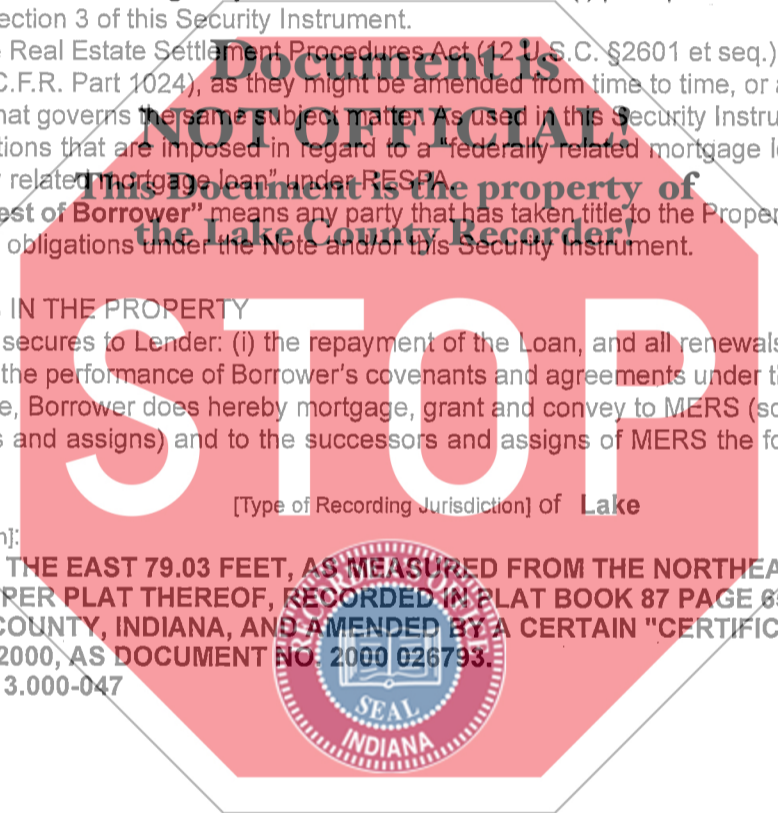 ection 3 of this Security Instrument.
Real Estate Settlement Procedures Act (12 U.S.C. §2601 et seq.)
C.F.R. Part 1024), as they might be amended from time to time, or a
Document is
hat governs the same subject matter. As used in this Security Instru
NOT OFFICIAL!
tions that are imposed in regard to a "federally related mortgage l
related mortgage loan" under RESPA.
This Document is the property of
est of Borrower" means any party that has taken title to the Proper
the Lake County Recorder!
obligations under the Note and/or this Security Instrument.
IN THE PROPERTY
secures to Lender: (i) the repayment of the Loan, and all renewals
the performance of Borrower's covenants and agreements under t
e, Borrower does hereby mortgage, grant and convey to MERS (so
s and assigns) and to the successors and assigns of MERS the fo
STOP
[Type of Recording Jurisdiction] of Lake
n]:
THE EAST 79.03 FEET, AS MEASURED FROM THE NORTHEA
PER PLAT THEREOF, RECORDED IN PLAT BOOK 87 PAGE 6
COUNTY, INDIANA, AND AMENDED BY A CERTAIN "CERTIFIC
2000, AS DOCUMENT NO. 2000 026793.
3.000-047
SEAL
INDIANA